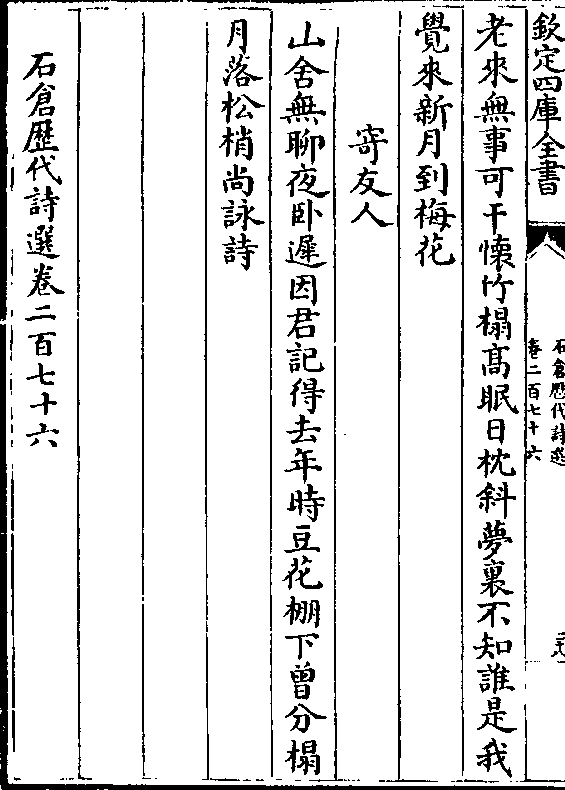 欽定四庫全書
石倉歴代詩選
卷二百七十六
老來無事可干懐竹榻髙眠日枕斜夢裏不知誰是我
覺來新月到梅花
寄友人
山舍無聊夜卧遲因君記得去年時豆花棚下曾分榻
月落松梢尚詠詩
石倉歴代詩選卷二百七十六